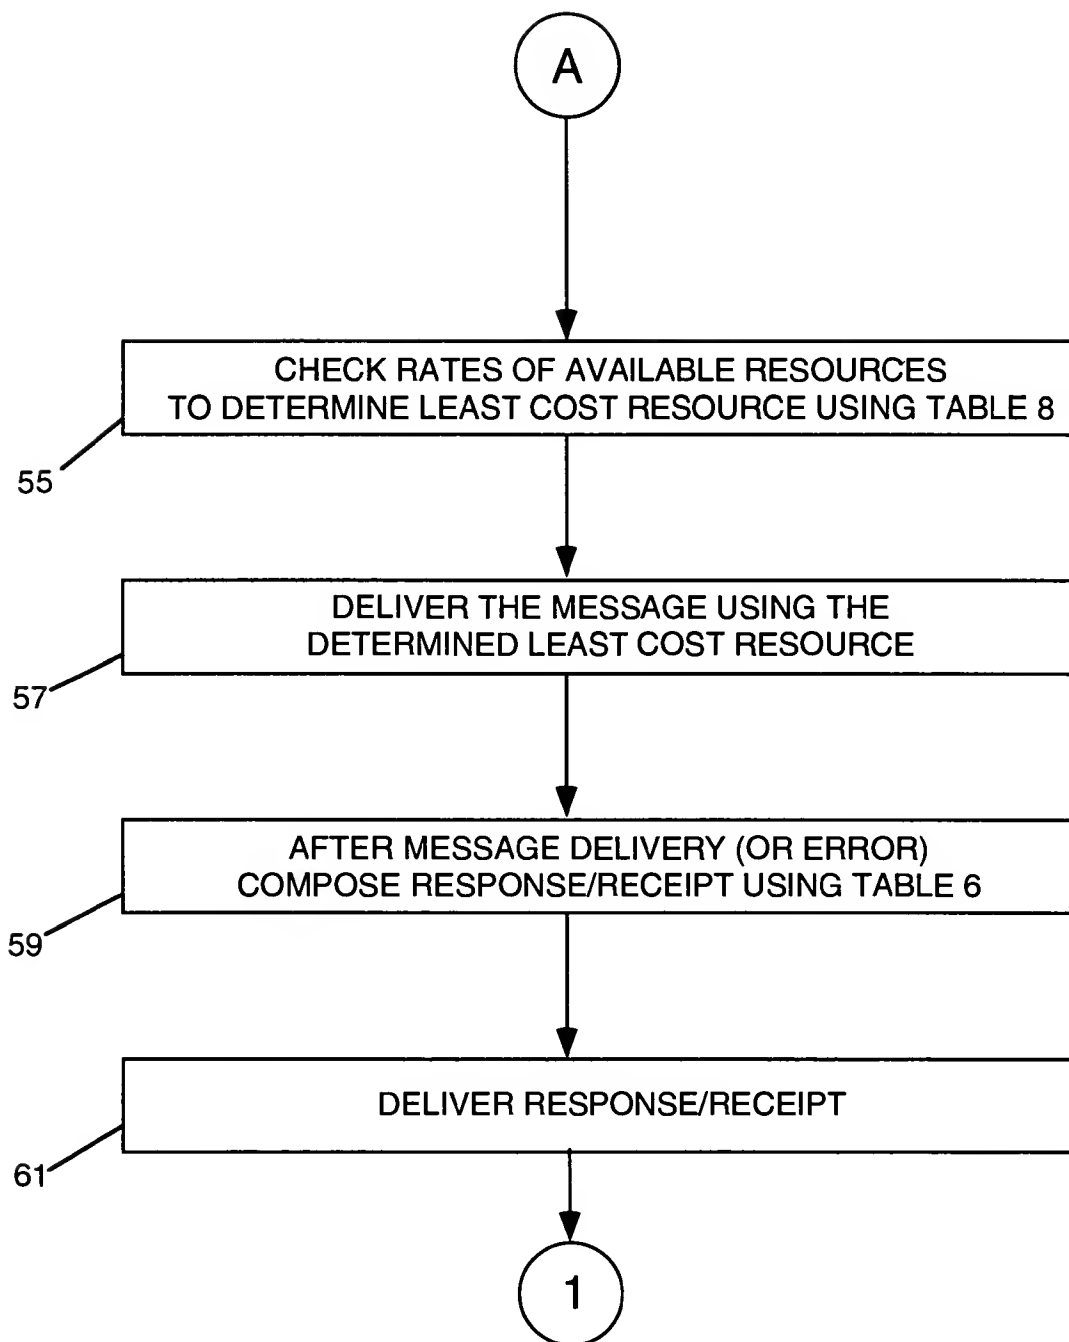 A
CHECK RATES OF AVAILABLE RESOURCES
TO DETERMINE LEAST COST RESOURCE USING TABLE 8
55
DELIVER THE MESSAGE USING THE
DETERMINED LEAST COST RESOURCE
57
AFTER MESSAGE DELIVERY (OR ERROR)
COMPOSE RESPONSE/RECEIPT USING TABLE 6
59
DELIVER RESPONSE/RECEIPT
61
1